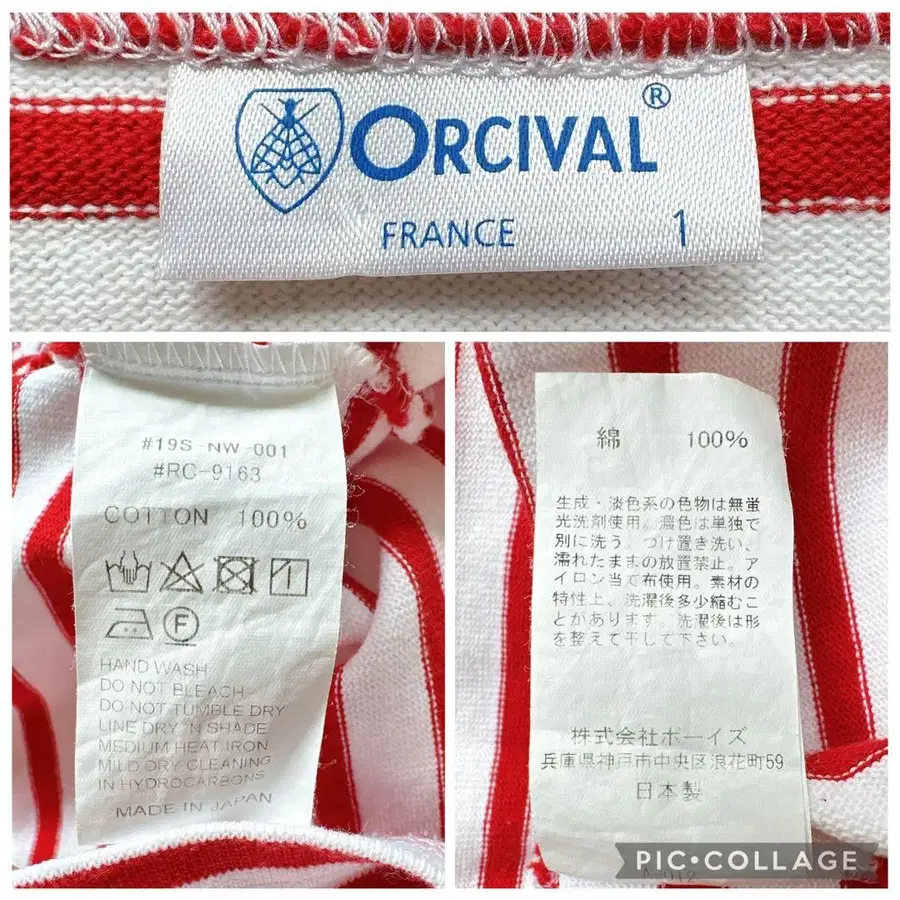 ORCIVAL®
FRANCE 1
#19S-NW-001
#RC-9163
COTTON 100%
F
HAND WASH
DO NOT BLEACH
DO NOT TUMBLE DRY
LINE DRY IN SHADE
MEDIUM HEAT IRON
MILD DRY CLEANING
IN HYDROCARBONS
MADE IN JAPAN
綿 100%
生成・淡色系の色物は無蛍
光洗剤使用。濃色は単独で
別に洗う、つけ置き洗い、
濡れたままの放置禁止。ア
イロン当て布使用。素材の
特性上、洗濯後多少縮むこ
とがあります。洗濯後は形
を整えて干して下さい。
株式会社ボーイズ
兵庫県神戸市中央区浪花町59
日本製
PIC•COLLAGE